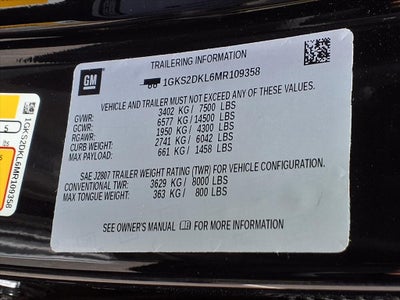 GM
TRAILERING INFORMATION
1GKS2DKL6MR109358
VEHICLE AND TRAILER MUST NOT EXCEED ANY OF THESE VALUES.
GVWR: 3402 KG / 7500 LBS
GCWR: 6577 KG / 14500 LBS
RGAWR: 1950 KG / 4300 LBS
CURB WEIGHT: 2741 KG / 6042 LBS
MAX PAYLOAD: 661 KG / 1458 LBS
SAE J2807 TRAILER WEIGHT RATING (TWR) FOR VEHICLE CONFIGURATION.
CONVENTIONAL TWR: 3629 KG / 8000 LBS
MAX TONGUE WEIGHT: 363 KG / 800 LBS
SEE OWNER'S MANUAL FOR MORE INFORMATION
1GKS2DKL6MR109358
5